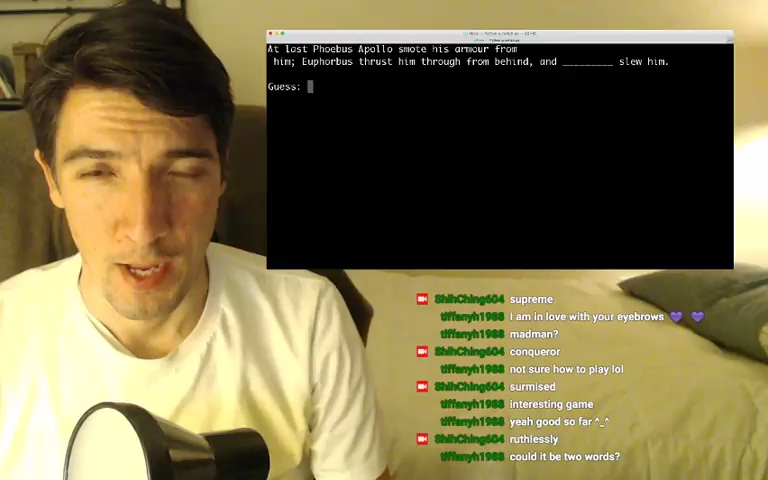 At last Phoebus Apollo smote his armour from
him; Euphorbus thrust him through from behind, and _________ slew him.
Guess:
ShihChing604 supreme
tiffanyh1988 I am in love with your eyebrows 💜 💜
tiffanyh1988 madman?
ShihChing604 conqueror
tiffanyh1988 not sure how to play lol
ShihChing604 surmised
tiffanyh1988 interesting game
tiffanyh1988 yeah good so far ^_^
ShihChing604 ruthlessly
tiffanyh1988 could it be two words?